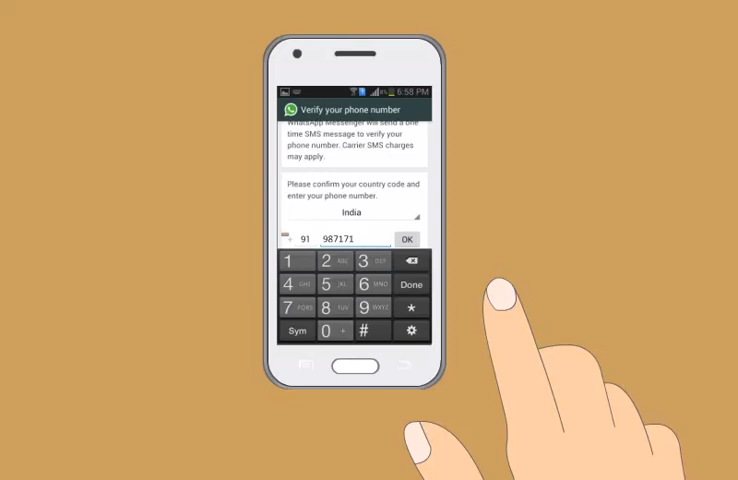 6:58 PM
Verify your phone number
WhatsApp Messenger will send a one
time SMS message to verify your
phone number. Carrier SMS charges
may apply.
Please confirm your country code and
enter your phone number.
India
+ 91 987171 OK
1 2 ABC 3 DEF
4 GHI 5 JKL 6 MNO Done
7 PQRS 8 TUV 9 WXYZ *
Sym 0 + #